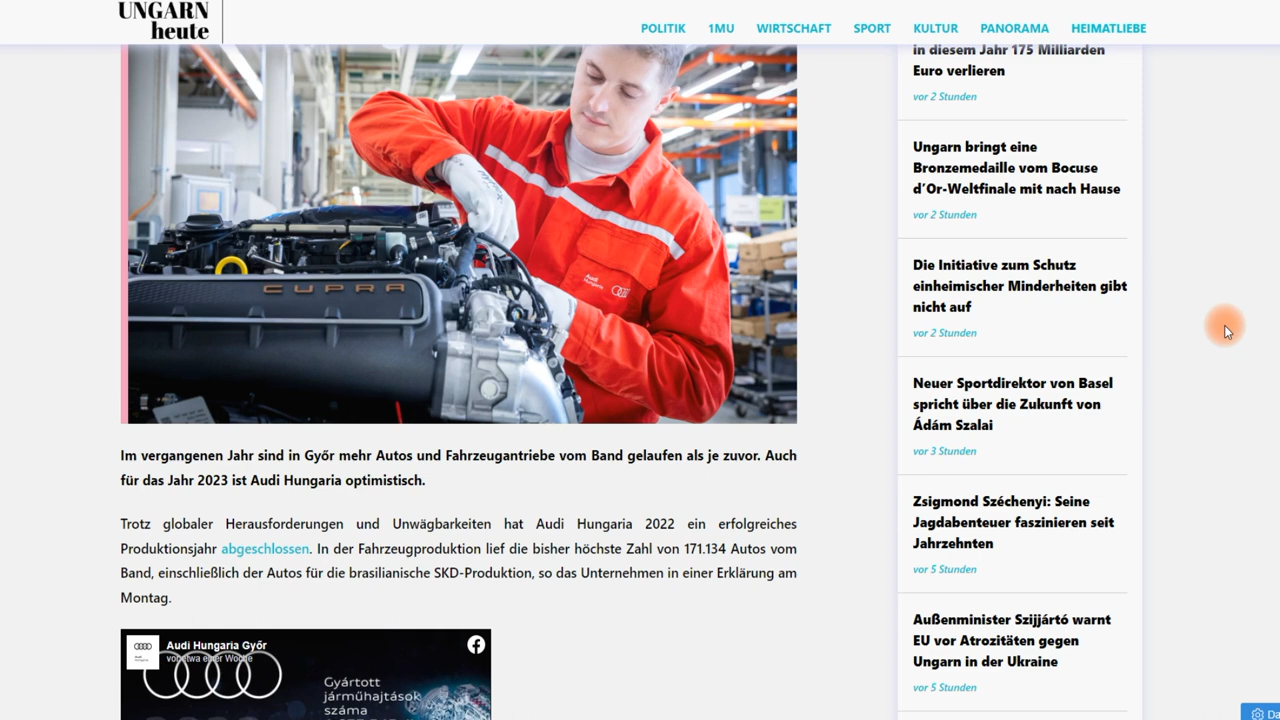 UNGARN
heute
POLITIK 1MU WIRTSCHAFT SPORT KULTUR PANORAMA HEIMATLIEBE
CUPRA
Audi
Hungaria
Im vergangenen Jahr sind in Győr mehr Autos und Fahrzeugantriebe vom Band gelaufen als je zuvor. Auch
für das Jahr 2023 ist Audi Hungaria optimistisch.
Trotz globaler Herausforderungen und Unwägbarkeiten hat Audi Hungaria 2022 ein erfolgreiches
Produktionsjahr abgeschlossen. In der Fahrzeugproduktion lief die bisher höchste Zahl von 171.134 Autos vom
Band, einschließlich der Autos für die brasilianische SKD-Produktion, so das Unternehmen in einer Erklärung am
Montag.
Audi Hungaria Győr
vor etwa einer Woche
Gyártott
járműhajtások
száma
in diesem Jahr 175 Milliarden
Euro verlieren
vor 2 Stunden
Ungarn bringt eine
Bronzemedaille vom Bocuse
d’Or-Weltfinale mit nach Hause
vor 2 Stunden
Die Initiative zum Schutz
einheimischer Minderheiten gibt
nicht auf
vor 2 Stunden
Neuer Sportdirektor von Basel
spricht über die Zukunft von
Ádám Szalai
vor 3 Stunden
Zsigmond Széchenyi: Seine
Jagdabenteuer faszinieren seit
Jahrzehnten
vor 5 Stunden
Außenminister Szijjártó warnt
EU vor Atrozitäten gegen
Ungarn in der Ukraine
vor 5 Stunden
Da